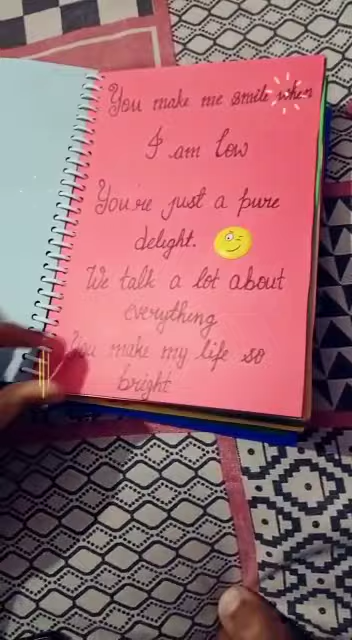 You make me smile when
I am low
You're just a pure
delight.
We talk a lot about
everything
You make my life so
bright